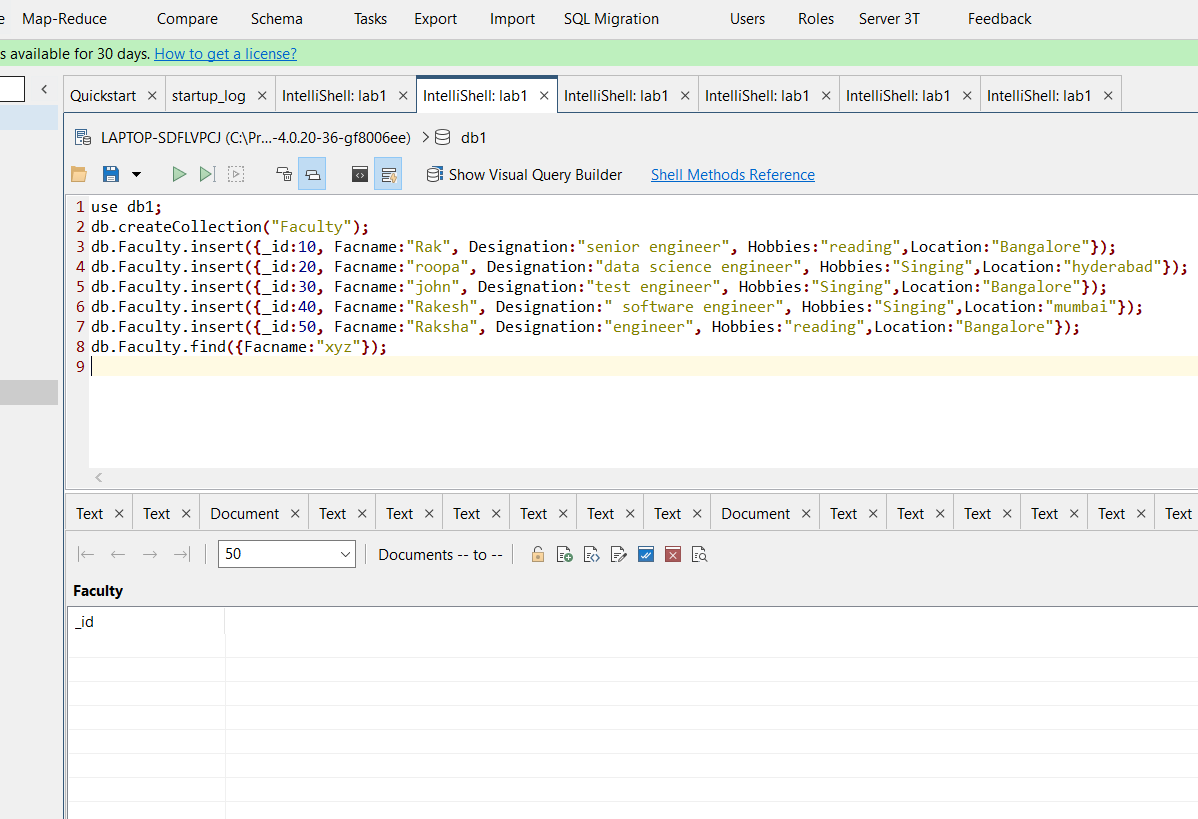 e Map-Reduce Compare Schema Tasks Export Import SQL Migration Users Roles Server 3T Feedback
s available for 30 days. How to get a license?
Quickstart × startup_log × IntelliShell: lab1 × IntelliShell: lab1 × IntelliShell: lab1 × IntelliShell: lab1 × IntelliShell: lab1 × IntelliShell: lab1 ×
LAPTOP-SDFLVPCJ (C:\Pr...-4.0.20-36-gf8006ee) > db1
Show Visual Query Builder Shell Methods Reference
1 use db1;
2 db.createCollection("Faculty");
3 db.Faculty.insert({_id:10, Facname:"Rak", Designation:"senior engineer", Hobbies:"reading",Location:"Bangalore"});
4 db.Faculty.insert({_id:20, Facname:"roopa", Designation:"data science engineer", Hobbies:"Singing",Location:"hyderabad"});
5 db.Faculty.insert({_id:30, Facname:"john", Designation:"test engineer", Hobbies:"Singing",Location:"Bangalore"});
6 db.Faculty.insert({_id:40, Facname:"Rakesh", Designation:" software engineer", Hobbies:"Singing",Location:"mumbai"});
7 db.Faculty.insert({_id:50, Facname:"Raksha", Designation:"engineer", Hobbies:"reading",Location:"Bangalore"});
8 db.Faculty.find({Facname:"xyz"});
9
Text × Text × Document × Text × Text × Text × Text × Text × Text × Document × Text × Text × Text × Text × Text × Text
50 Documents -- to --
Faculty
_id